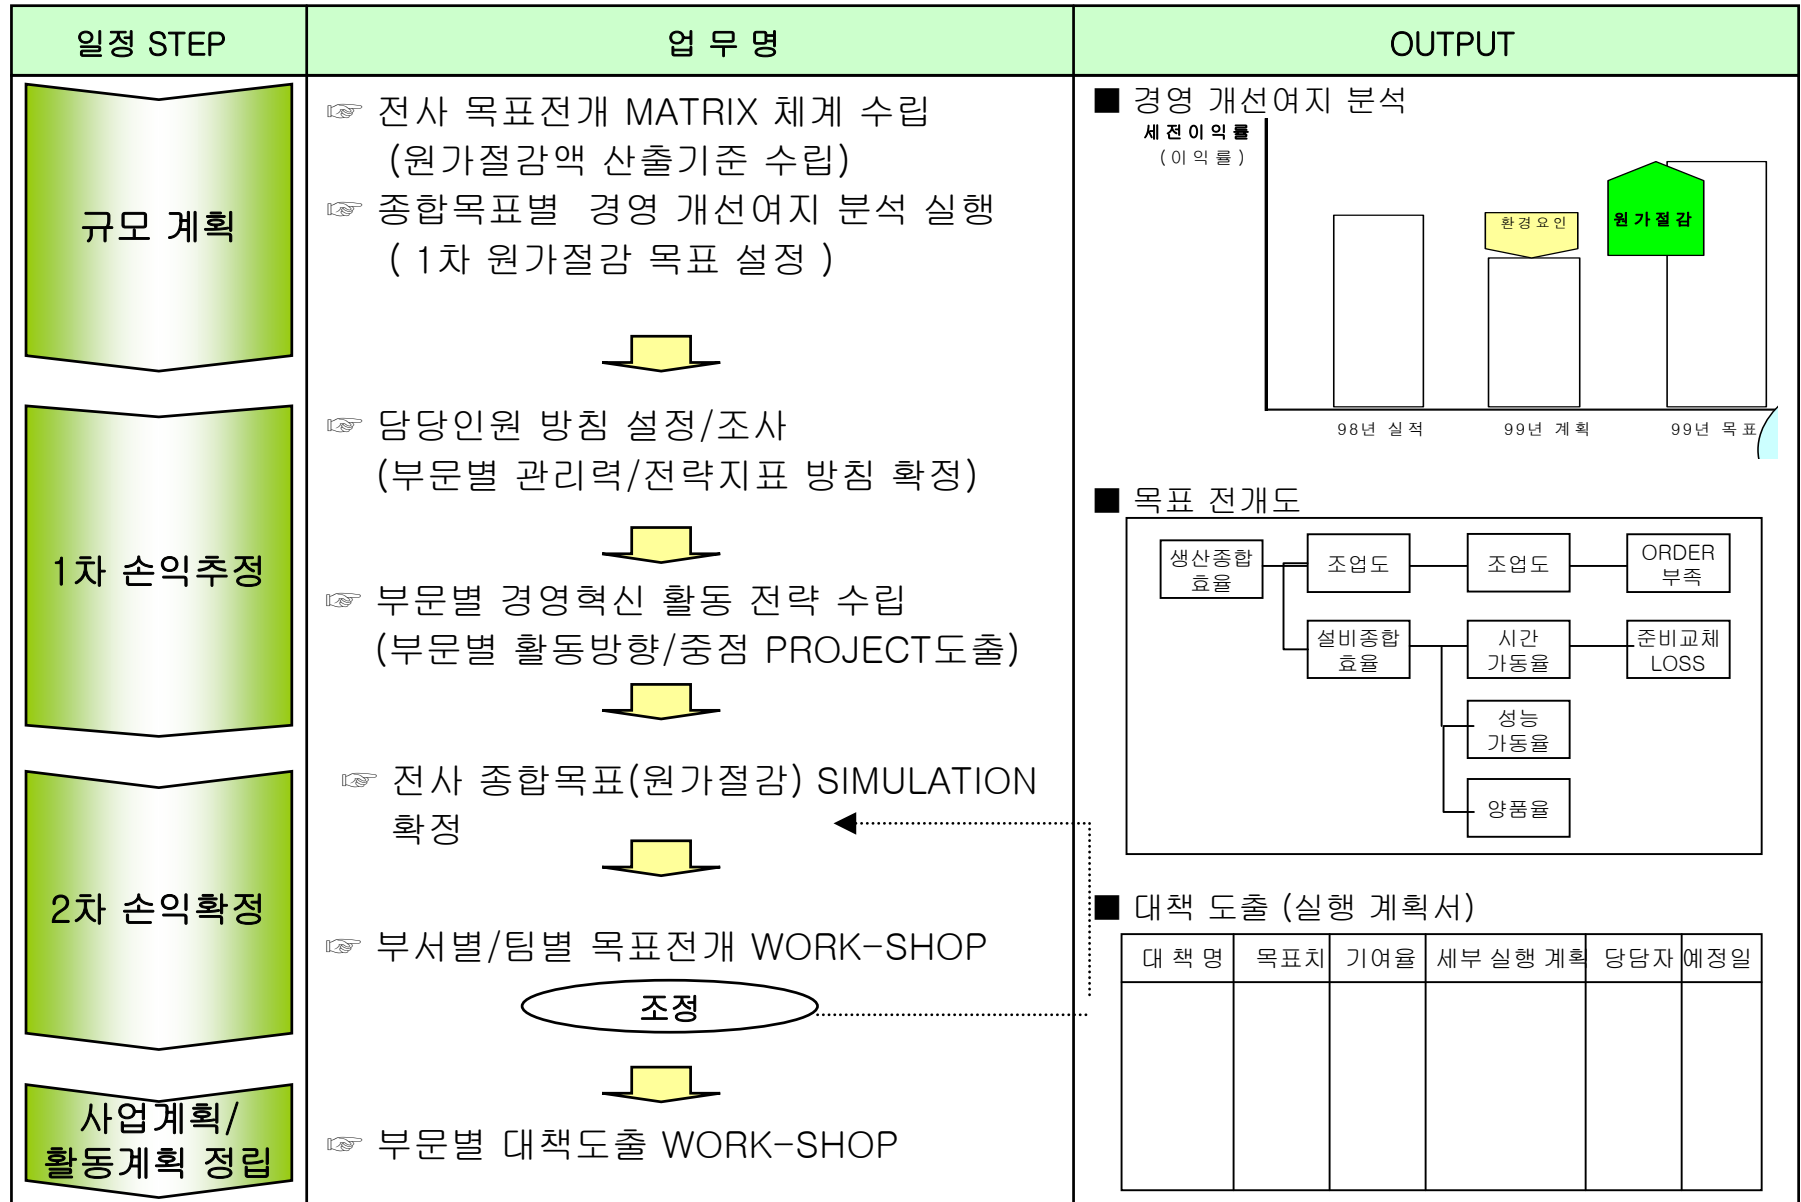 일정 STEP
업 무 명
OUTPUT
규모 계획
☞ 전사 목표전개 MATRIX 체계 수립
(원가절감액 산출기준 수립)
☞ 종합목표별 경영 개선여지 분석 실행
( 1차 원가절감 목표 설정 )
1차 손익추정
☞ 담당인원 방침 설정/조사
(부문별 관리력/전략지표 방침 확정)
☞ 부문별 경영혁신 활동 전략 수립
(부문별 활동방향/중점 PROJECT도출)
2차 손익확정
☞ 전사 종합목표(원가절감) SIMULATION
확정
☞ 부서별/팀별 목표전개 WORK-SHOP
조정
사업계획/
활동계획 정립
☞ 부문별 대책도출 WORK-SHOP
■ 경영 개선여지 분석
세전이익률
(이익률)
환경요인
원가절감
98년 실적
99년 계획
99년 목표
■ 목표 전개도
생산종합
효율
조업도
조업도
ORDER
부족
설비종합
효율
시간
가동율
준비교체
LOSS
성능
가동율
양품율
■ 대책 도출 (실행 계획서)
대 책 명
목표치
기여율
세부 실행 계획
당담자
예정일